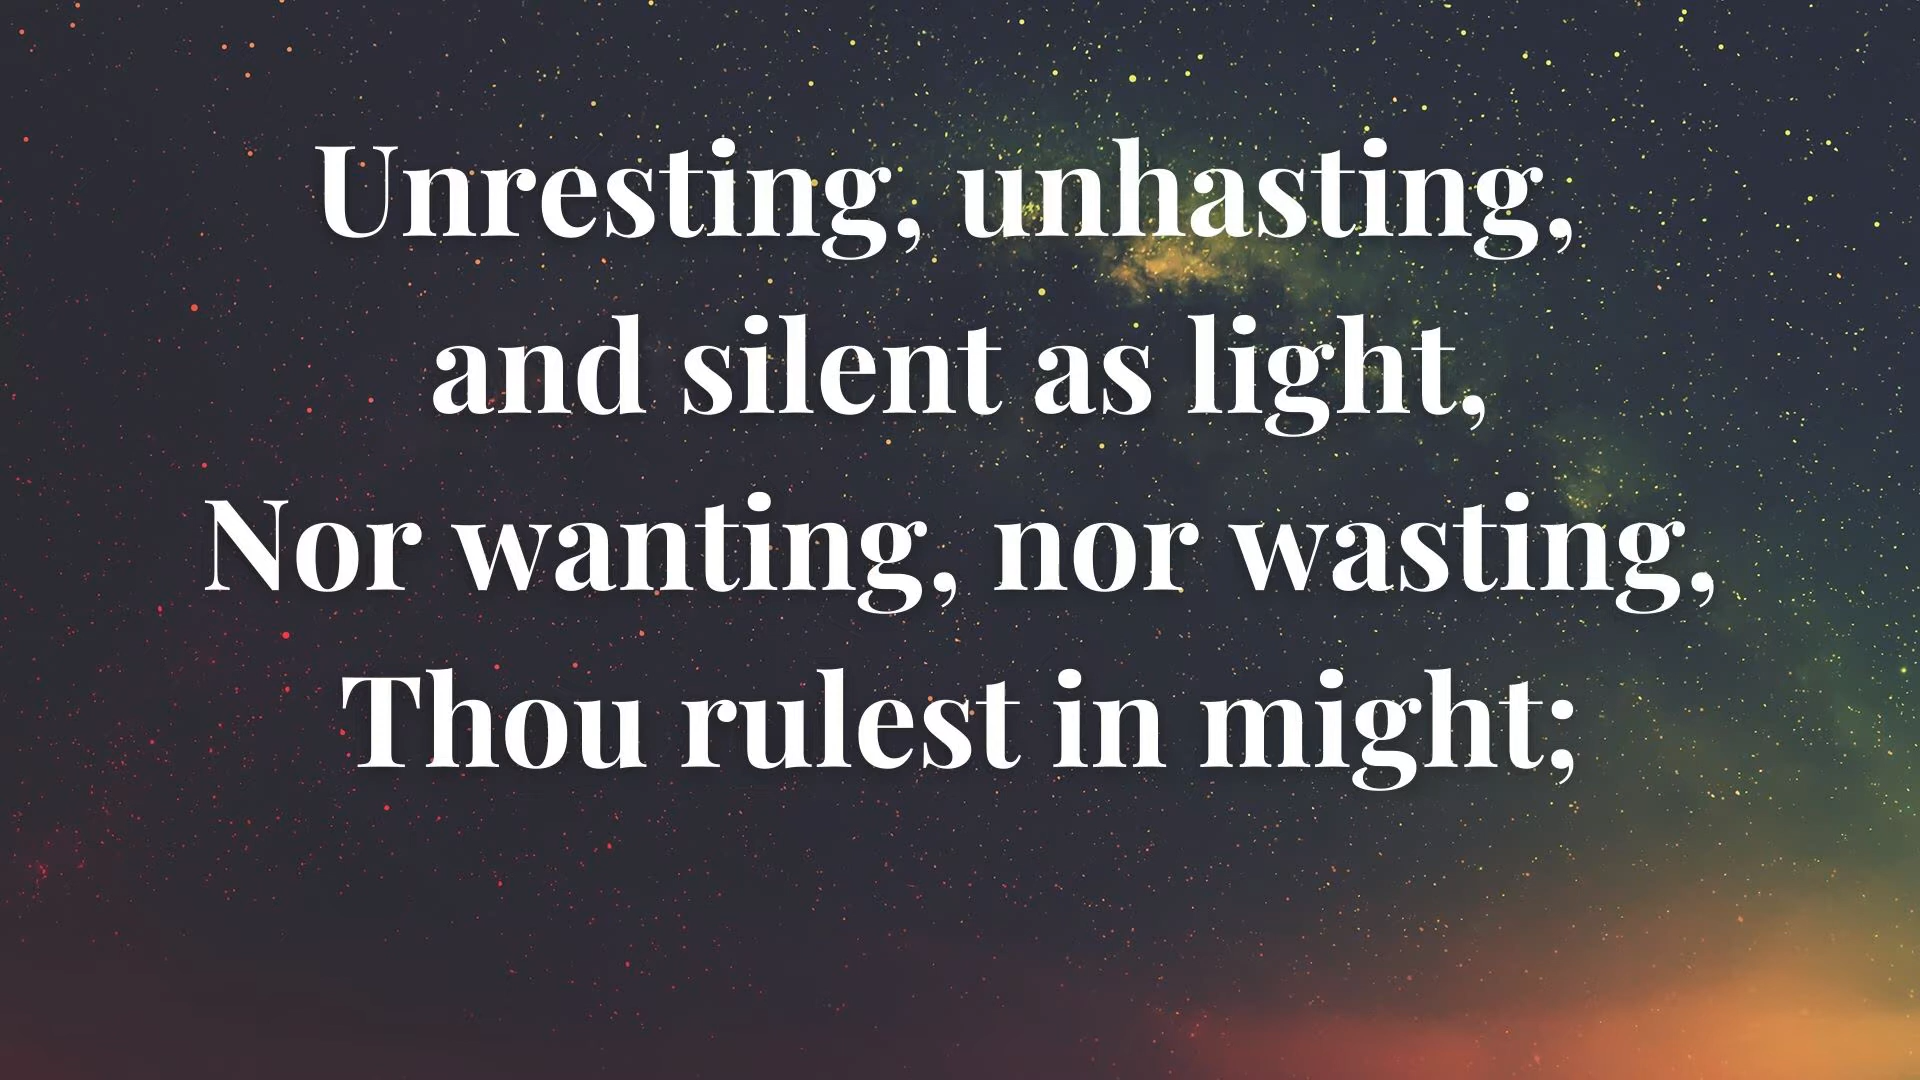 Unresting, unhasting,
and silent as light,
Nor wanting, nor wasting,
Thou rulest in might;